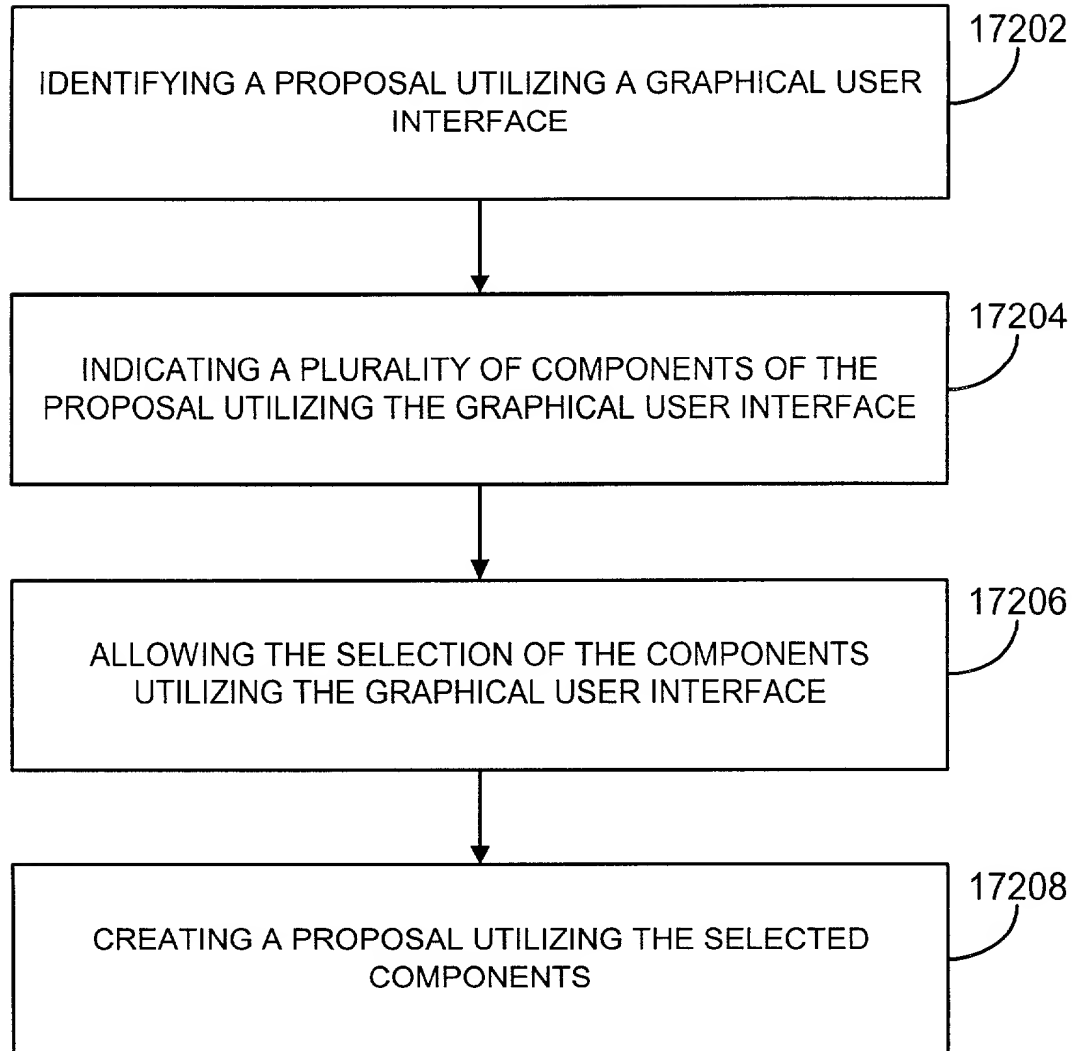 17202
IDENTIFYING A PROPOSAL UTILIZING A GRAPHICAL USER
INTERFACE
17204
INDICATING A PLURALITY OF COMPONENTS OF THE
PROPOSAL UTILIZING THE GRAPHICAL USER INTERFACE
17206
ALLOWING THE SELECTION OF THE COMPONENTS
UTILIZING THE GRAPHICAL USER INTERFACE
17208
CREATING A PROPOSAL UTILIZING THE SELECTED
COMPONENTS